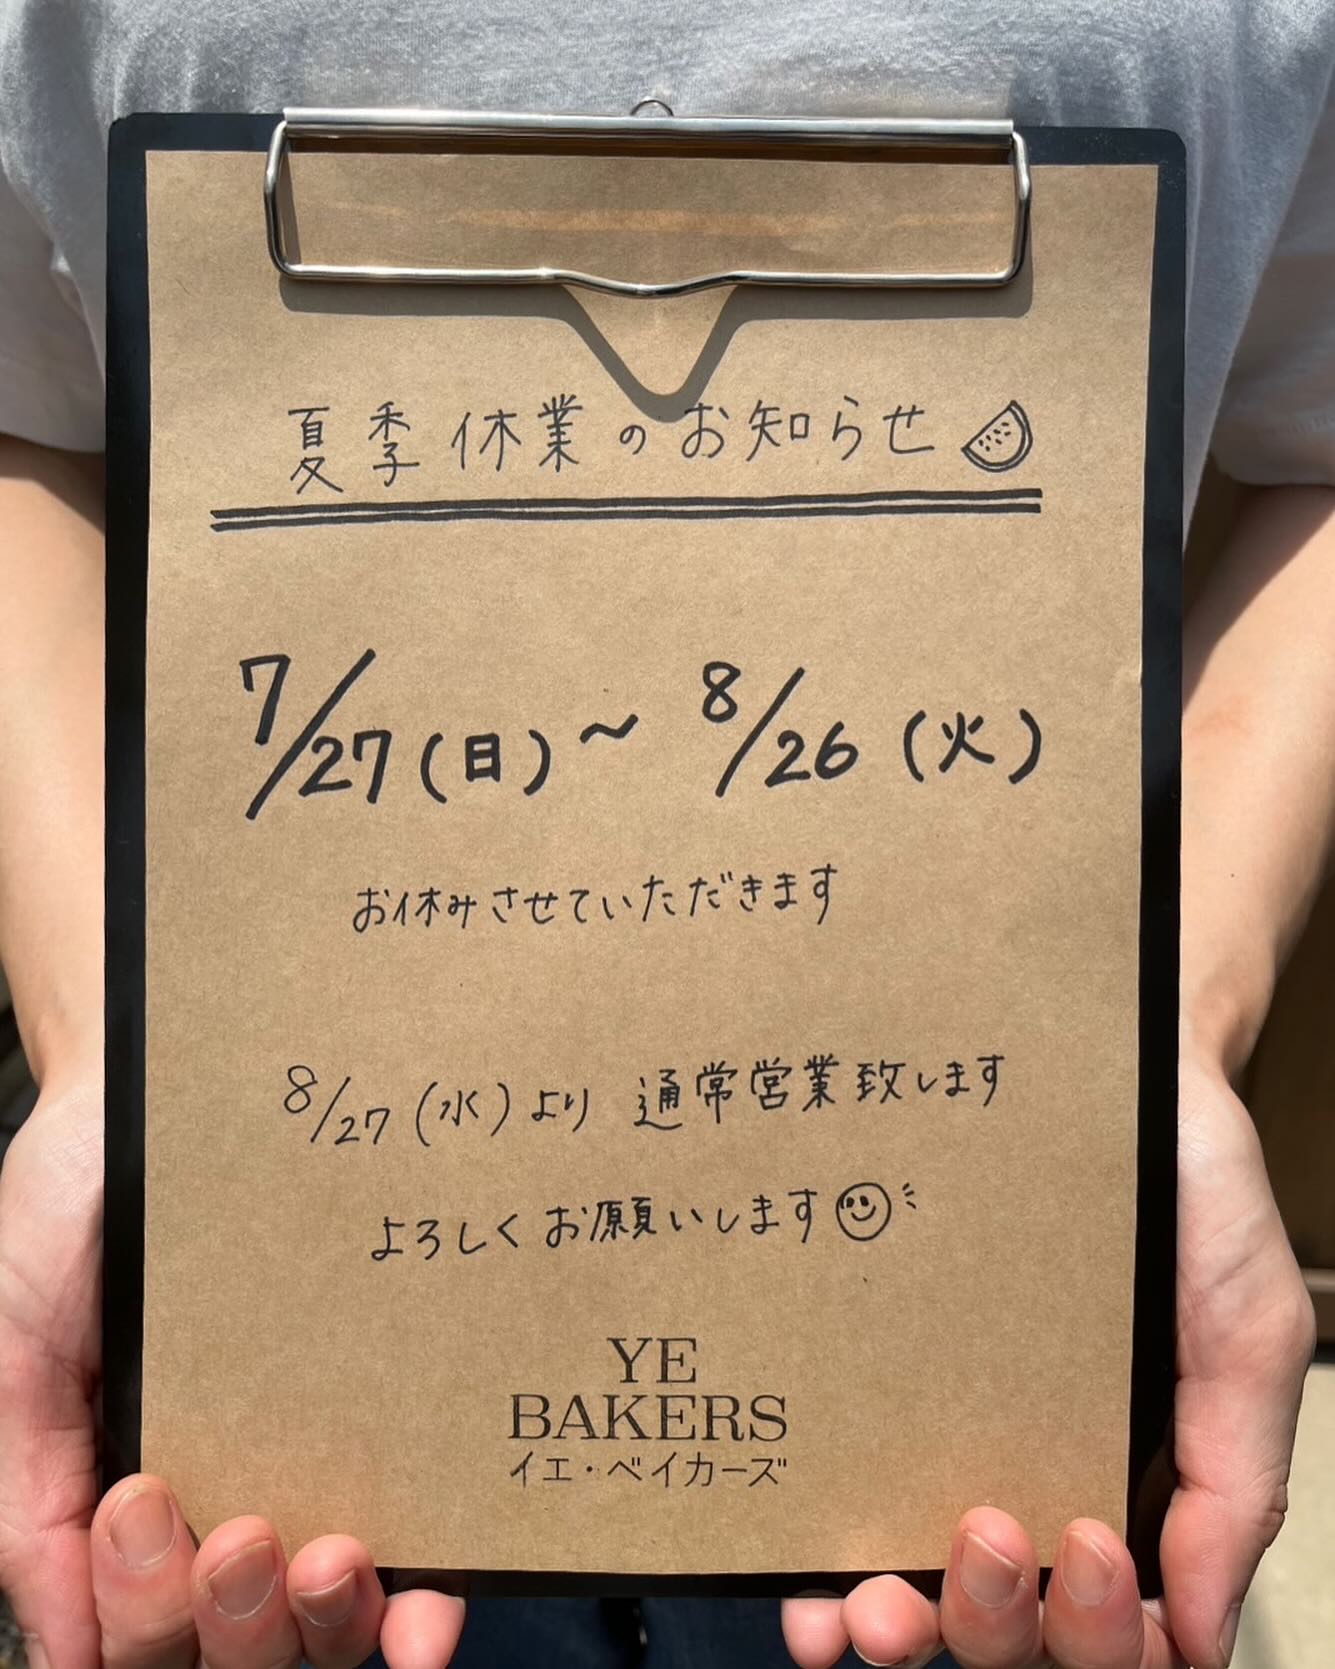 夏季休業のお知らせ
7/27(日)~ 8/26(火)
お休みさせていただきます
8/27(水)より 通常営業致します
よろしくお願いします
YE
BAKERS
イエ・ベイカーズ